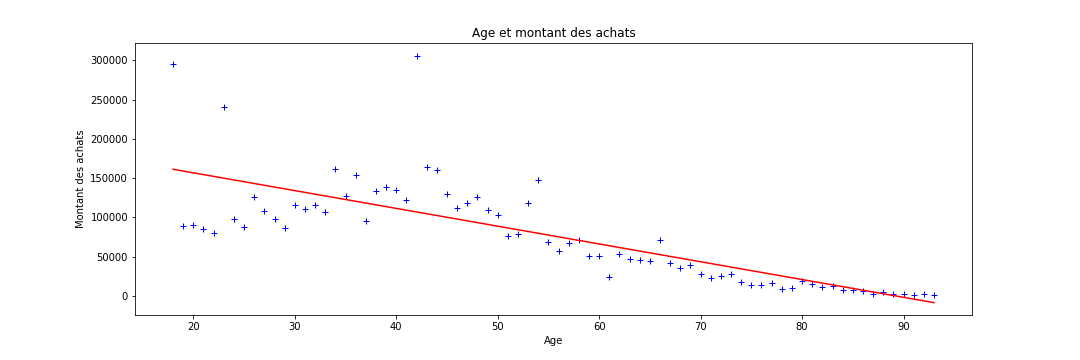 Age et montant des achats
Montant des achats
300000
250000
200000
150000
100000
50000
0
20 30 40 50 60 70 80 90
Age